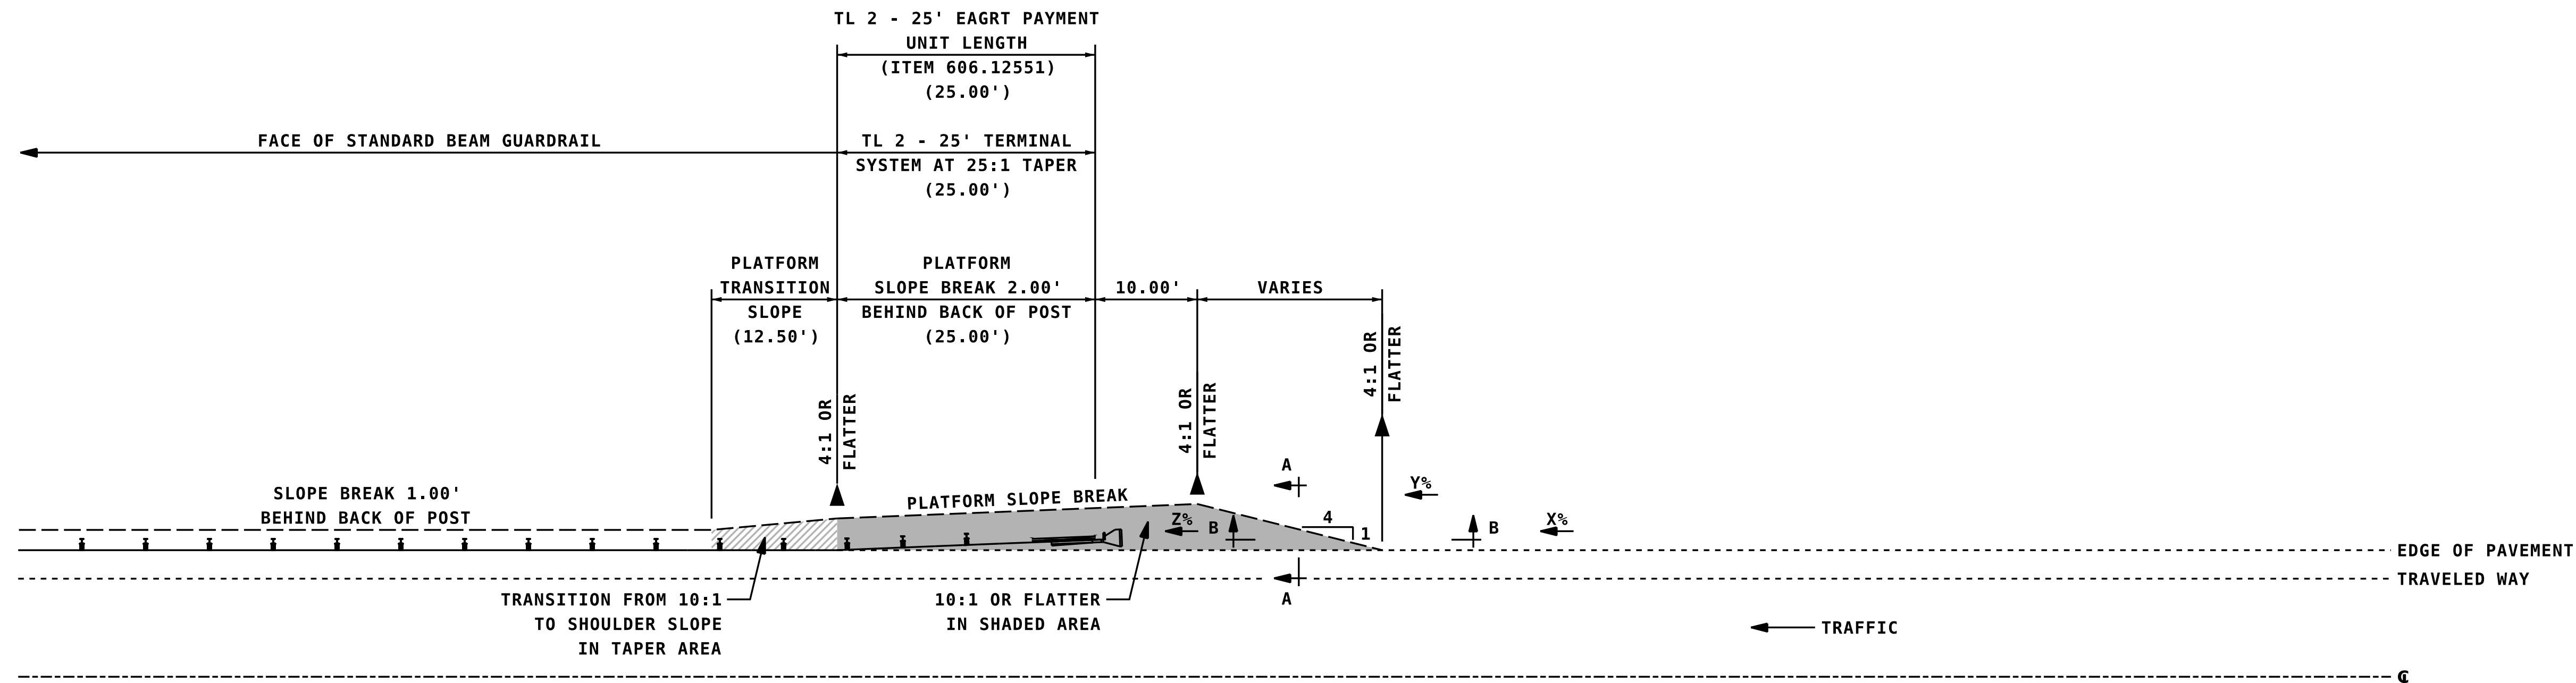 TL 2 - 25' EAGRT PAYMENT
UNIT LENGTH
(ITEM 606.12551)
(25.00')
FACE OF STANDARD BEAM GUARDRAIL
TL 2 - 25' TERMINAL
SYSTEM AT 25:1 TAPER
(25.00')
PLATFORM
TRANSITION
SLOPE
(12.50')
PLATFORM
SLOPE BREAK 2.00'
BEHIND BACK OF POST
(25.00')
10.00'
VARIES
4:1 OR
FLATTER
4:1 OR
FLATTER
4:1 OR
FLATTER
SLOPE BREAK 1.00'
BEHIND BACK OF POST
PLATFORM SLOPE BREAK
A
Y%
Z%
B
4
1
B
X%
EDGE OF PAVEMENT
TRAVELED WAY
A
TRANSITION FROM 10:1
TO SHOULDER SLOPE
IN TAPER AREA
10:1 OR FLATTER
IN SHADED AREA
TRAFFIC
℄